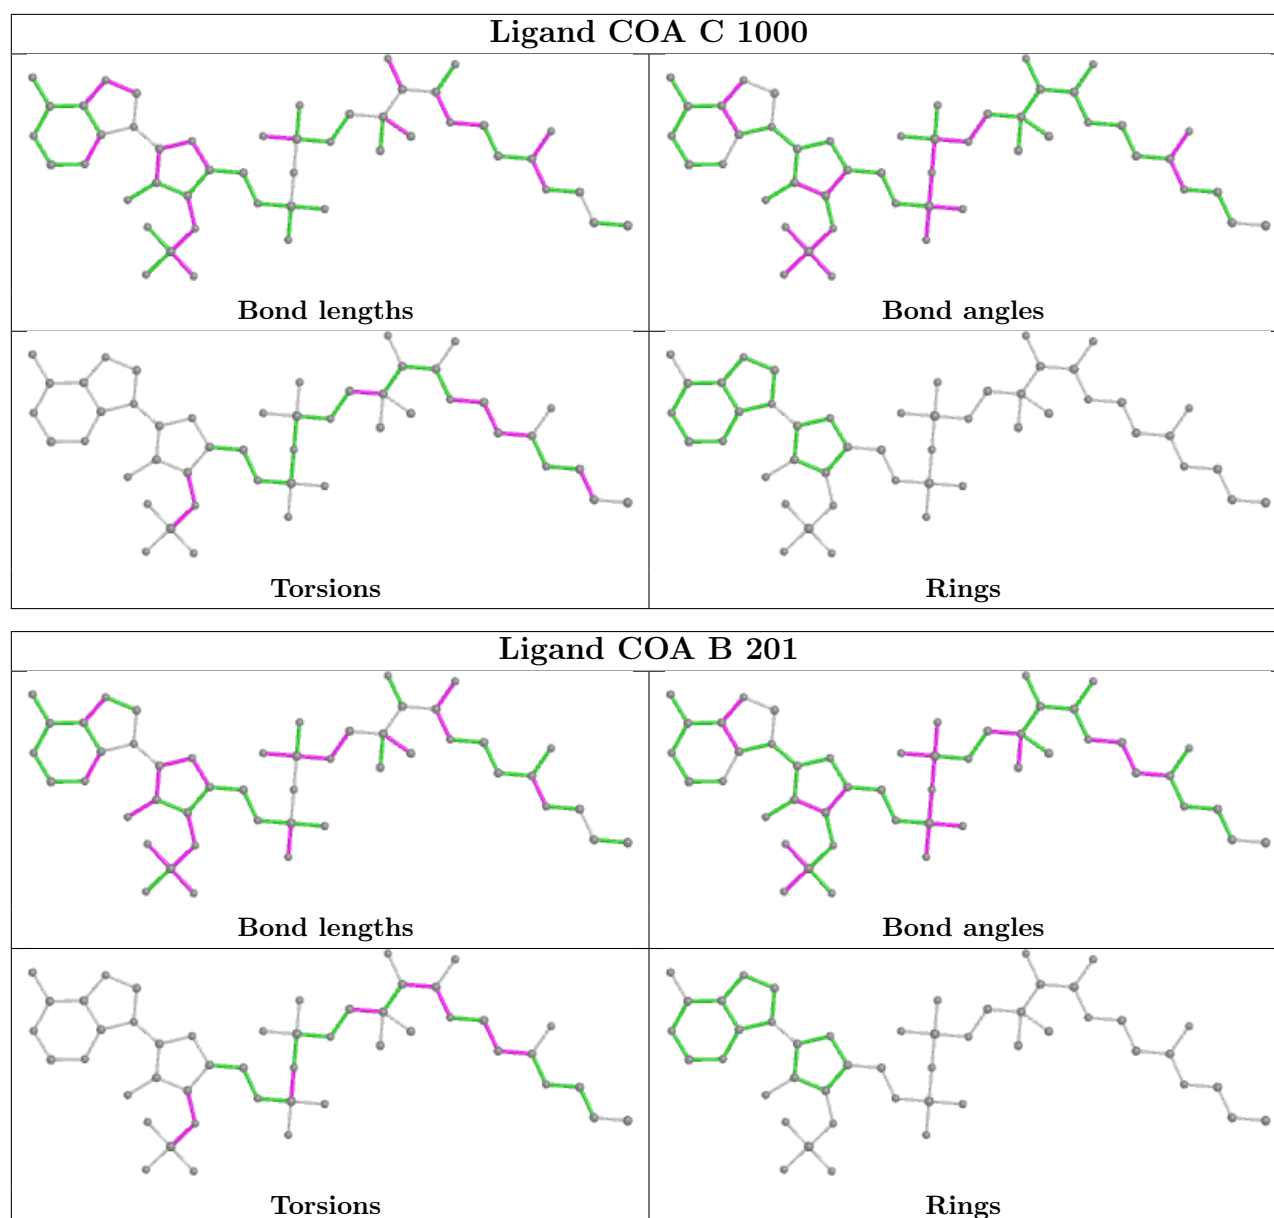 Ligand COA C 1000
Bond lengths
Bond angles
Torsions
Rings
Ligand COA B 201
Bond lengths
Bond angles
Torsions
Rings